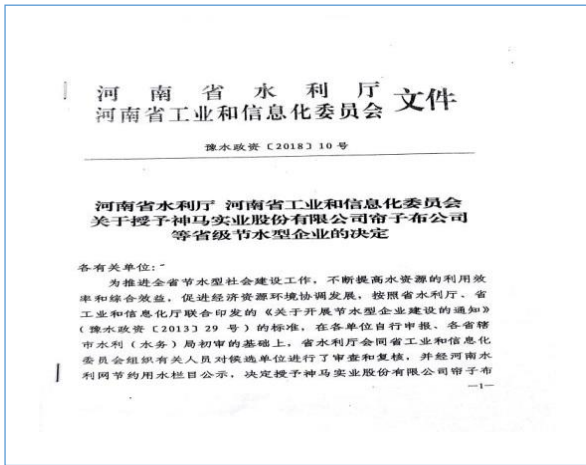 河南省水利厅
河南省工业和信息化委员会 文件
豫水政资〔2018〕10号
河南省水利厅 河南省工业和信息化委员会
关于授予神马实业股份有限公司帘子布公司
等省级节水型企业的决定
各有关单位：
为推进全省节水型社会建设工作，不断提高水资源的利用效
率和综合效益，促进经济资源环境协调发展，按照省水利厅、省
工业和信息化厅联合印发的《关于开展节水型企业建设的通知》
（豫水政资〔2013〕29 号）的标准，在各单位自行申报、各省辖
市水利（水务）局初审的基础上，省水利厅会同省工业和信息化
委员会组织有关人员对候选单位进行了审查和复核，并经河南水
利网节约用水栏目公示，决定授予神马实业股份有限公司帘子布
—1—